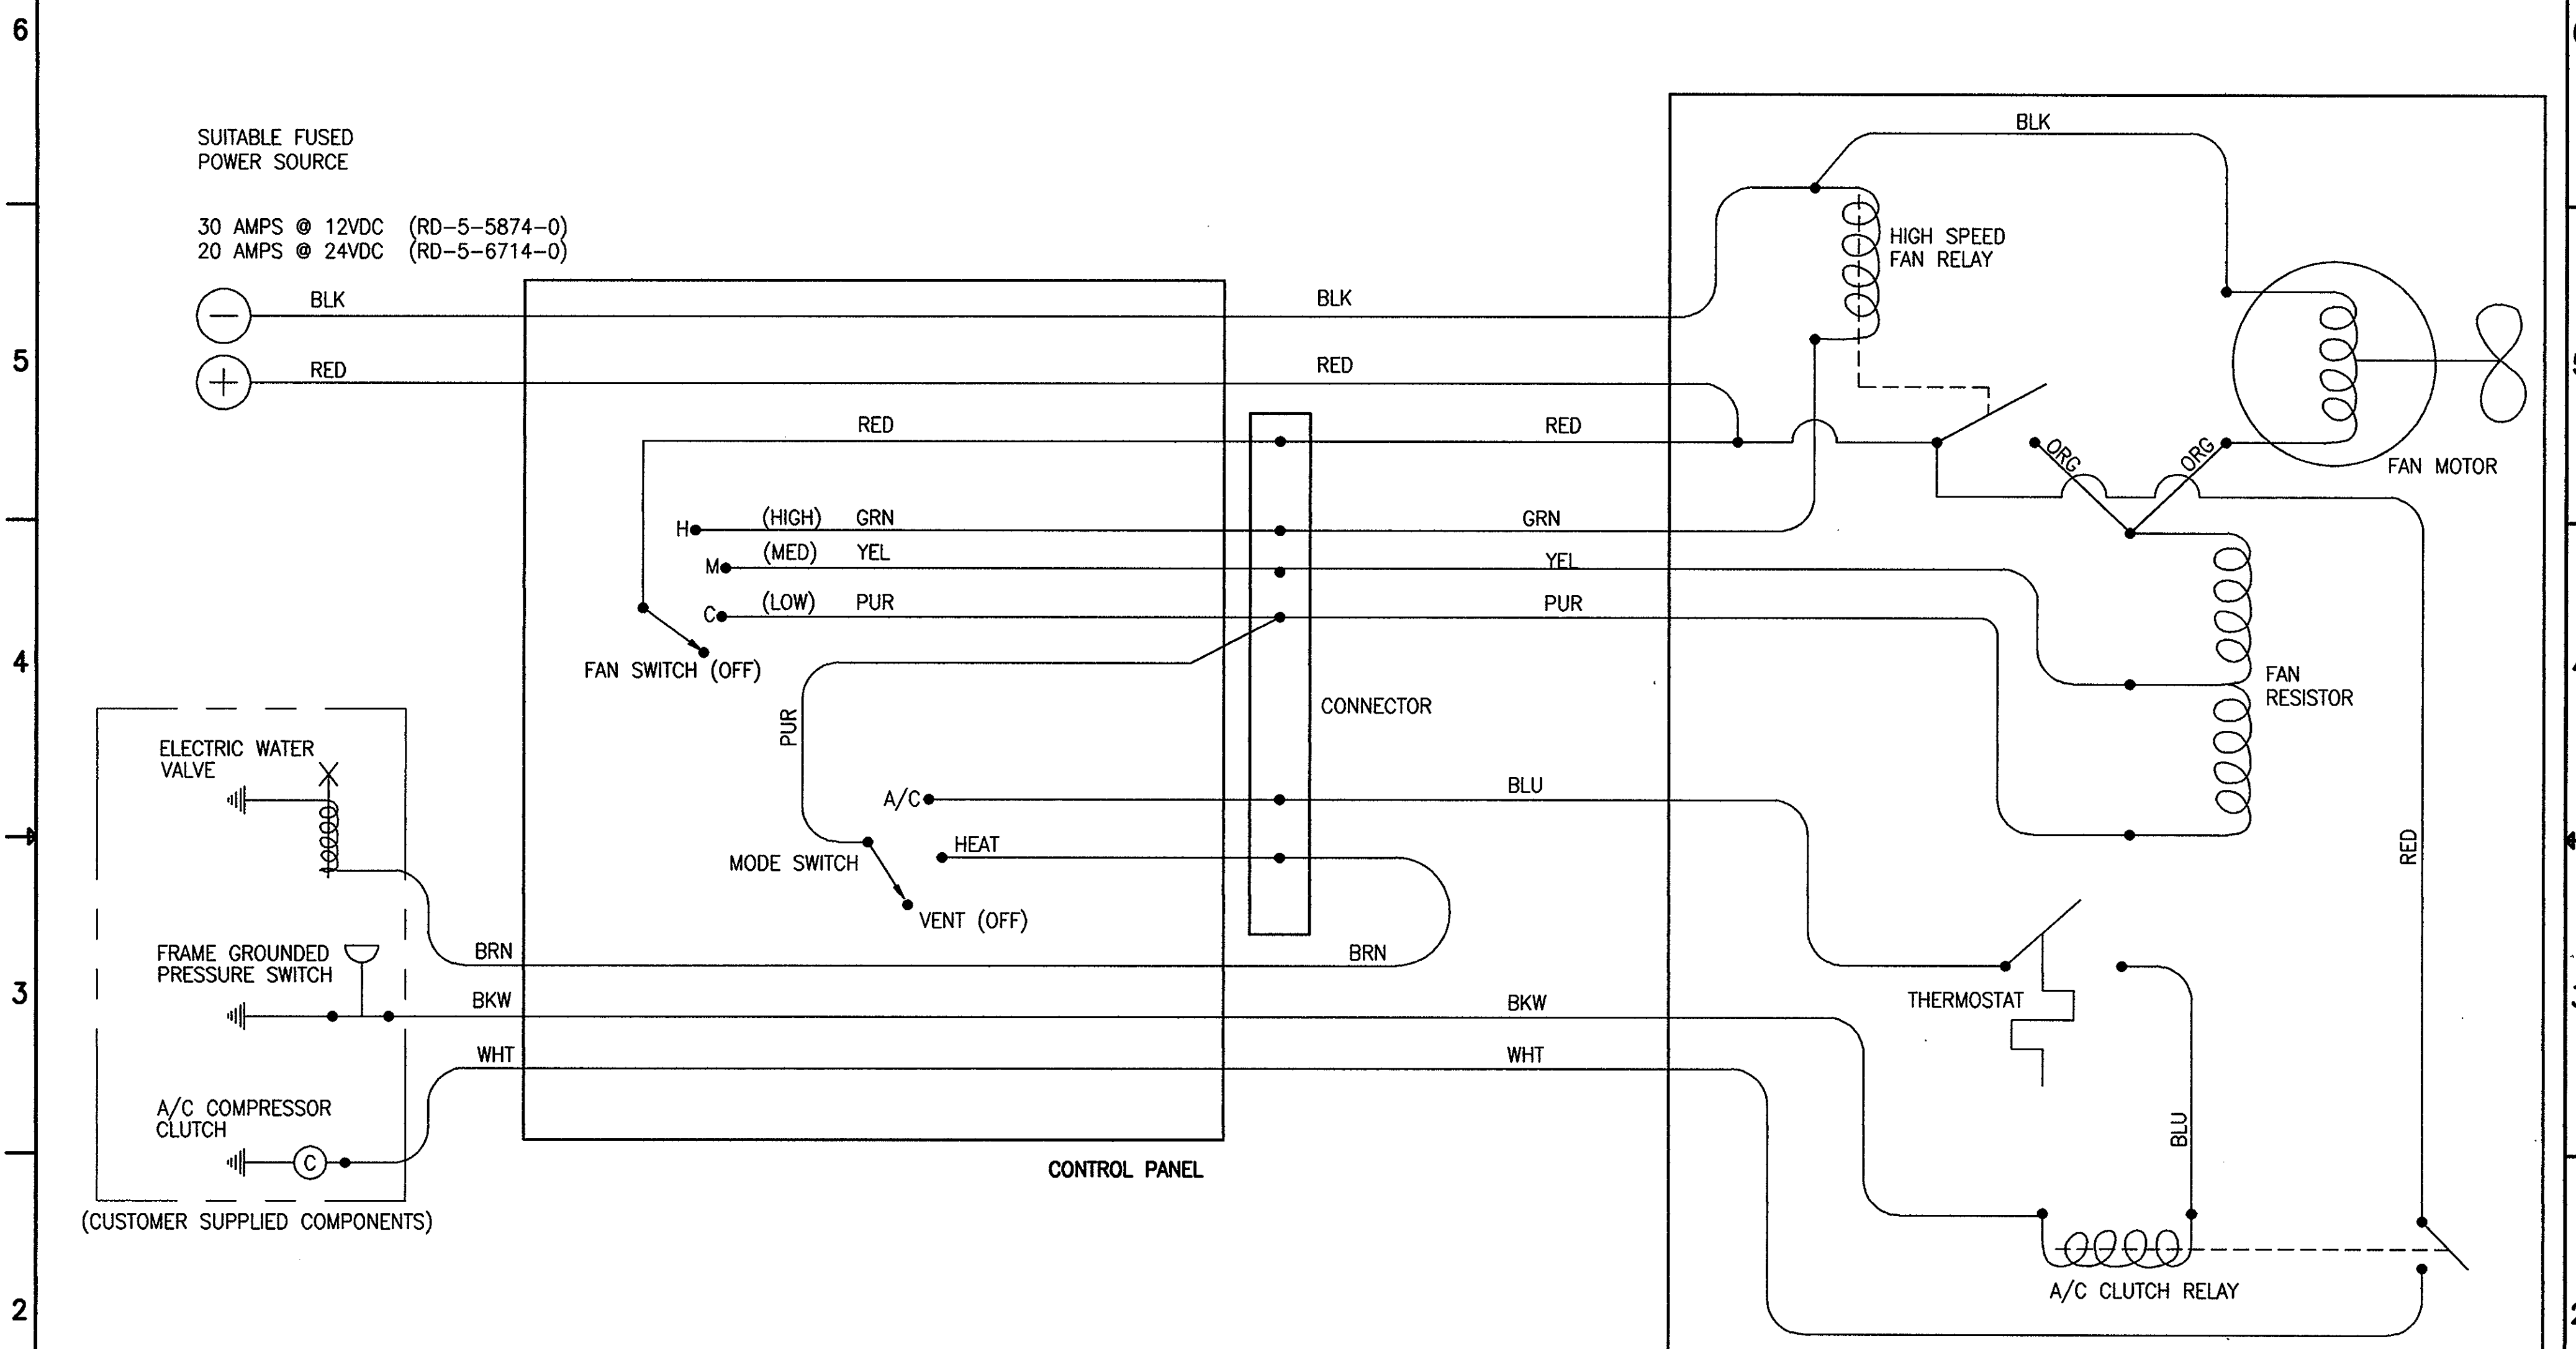 6
SUITABLE FUSED
POWER SOURCE
30 AMPS @ 12VDC (RD-5-5874-0)
20 AMPS @ 24VDC (RD-5-6714-0)
BLK
BLK
BLK
HIGH SPEED
FAN RELAY
5
RED
RED
RED
RED
ORG
ORG
FAN MOTOR
H
(HIGH) GRN
GRN
M
(MED) YEL
YEL
C
(LOW) PUR
PUR
4
FAN SWITCH (OFF)
FAN
RESISTOR
CONNECTOR
PUR
ELECTRIC WATER
VALVE
A/C
BLU
HEAT
MODE SWITCH
RED
VENT (OFF)
FRAME GROUNDED
PRESSURE SWITCH
BRN
BRN
3
BKW
BKW
THERMOSTAT
WHT
WHT
A/C COMPRESSOR
CLUTCH
BLU
C
CONTROL PANEL
(CUSTOMER SUPPLIED COMPONENTS)
A/C CLUTCH RELAY
2